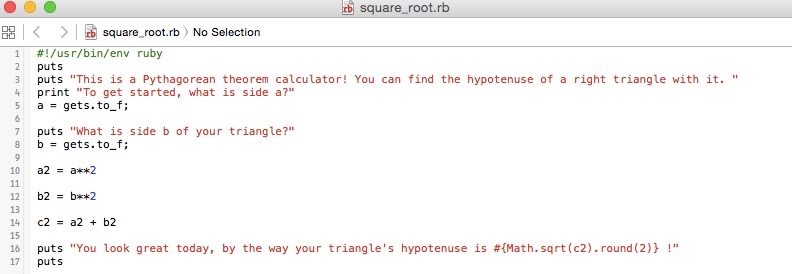 square_root.rb
square_root.rb 〉 No Selection
1 #!/usr/bin/env ruby
2 puts
3 puts "This is a Pythagorean theorem calculator! You can find the hypotenuse of a right triangle with it. "
4 print "To get started, what is side a?"
5 a = gets.to_f;
6
7 puts "What is side b of your triangle?"
8 b = gets.to_f;
9
10 a2 = a**2
11
12 b2 = b**2
13
14 c2 = a2 + b2
15
16 puts "You look great today, by the way your triangle's hypotenuse is #{Math.sqrt(c2).round(2)} !"
17 puts